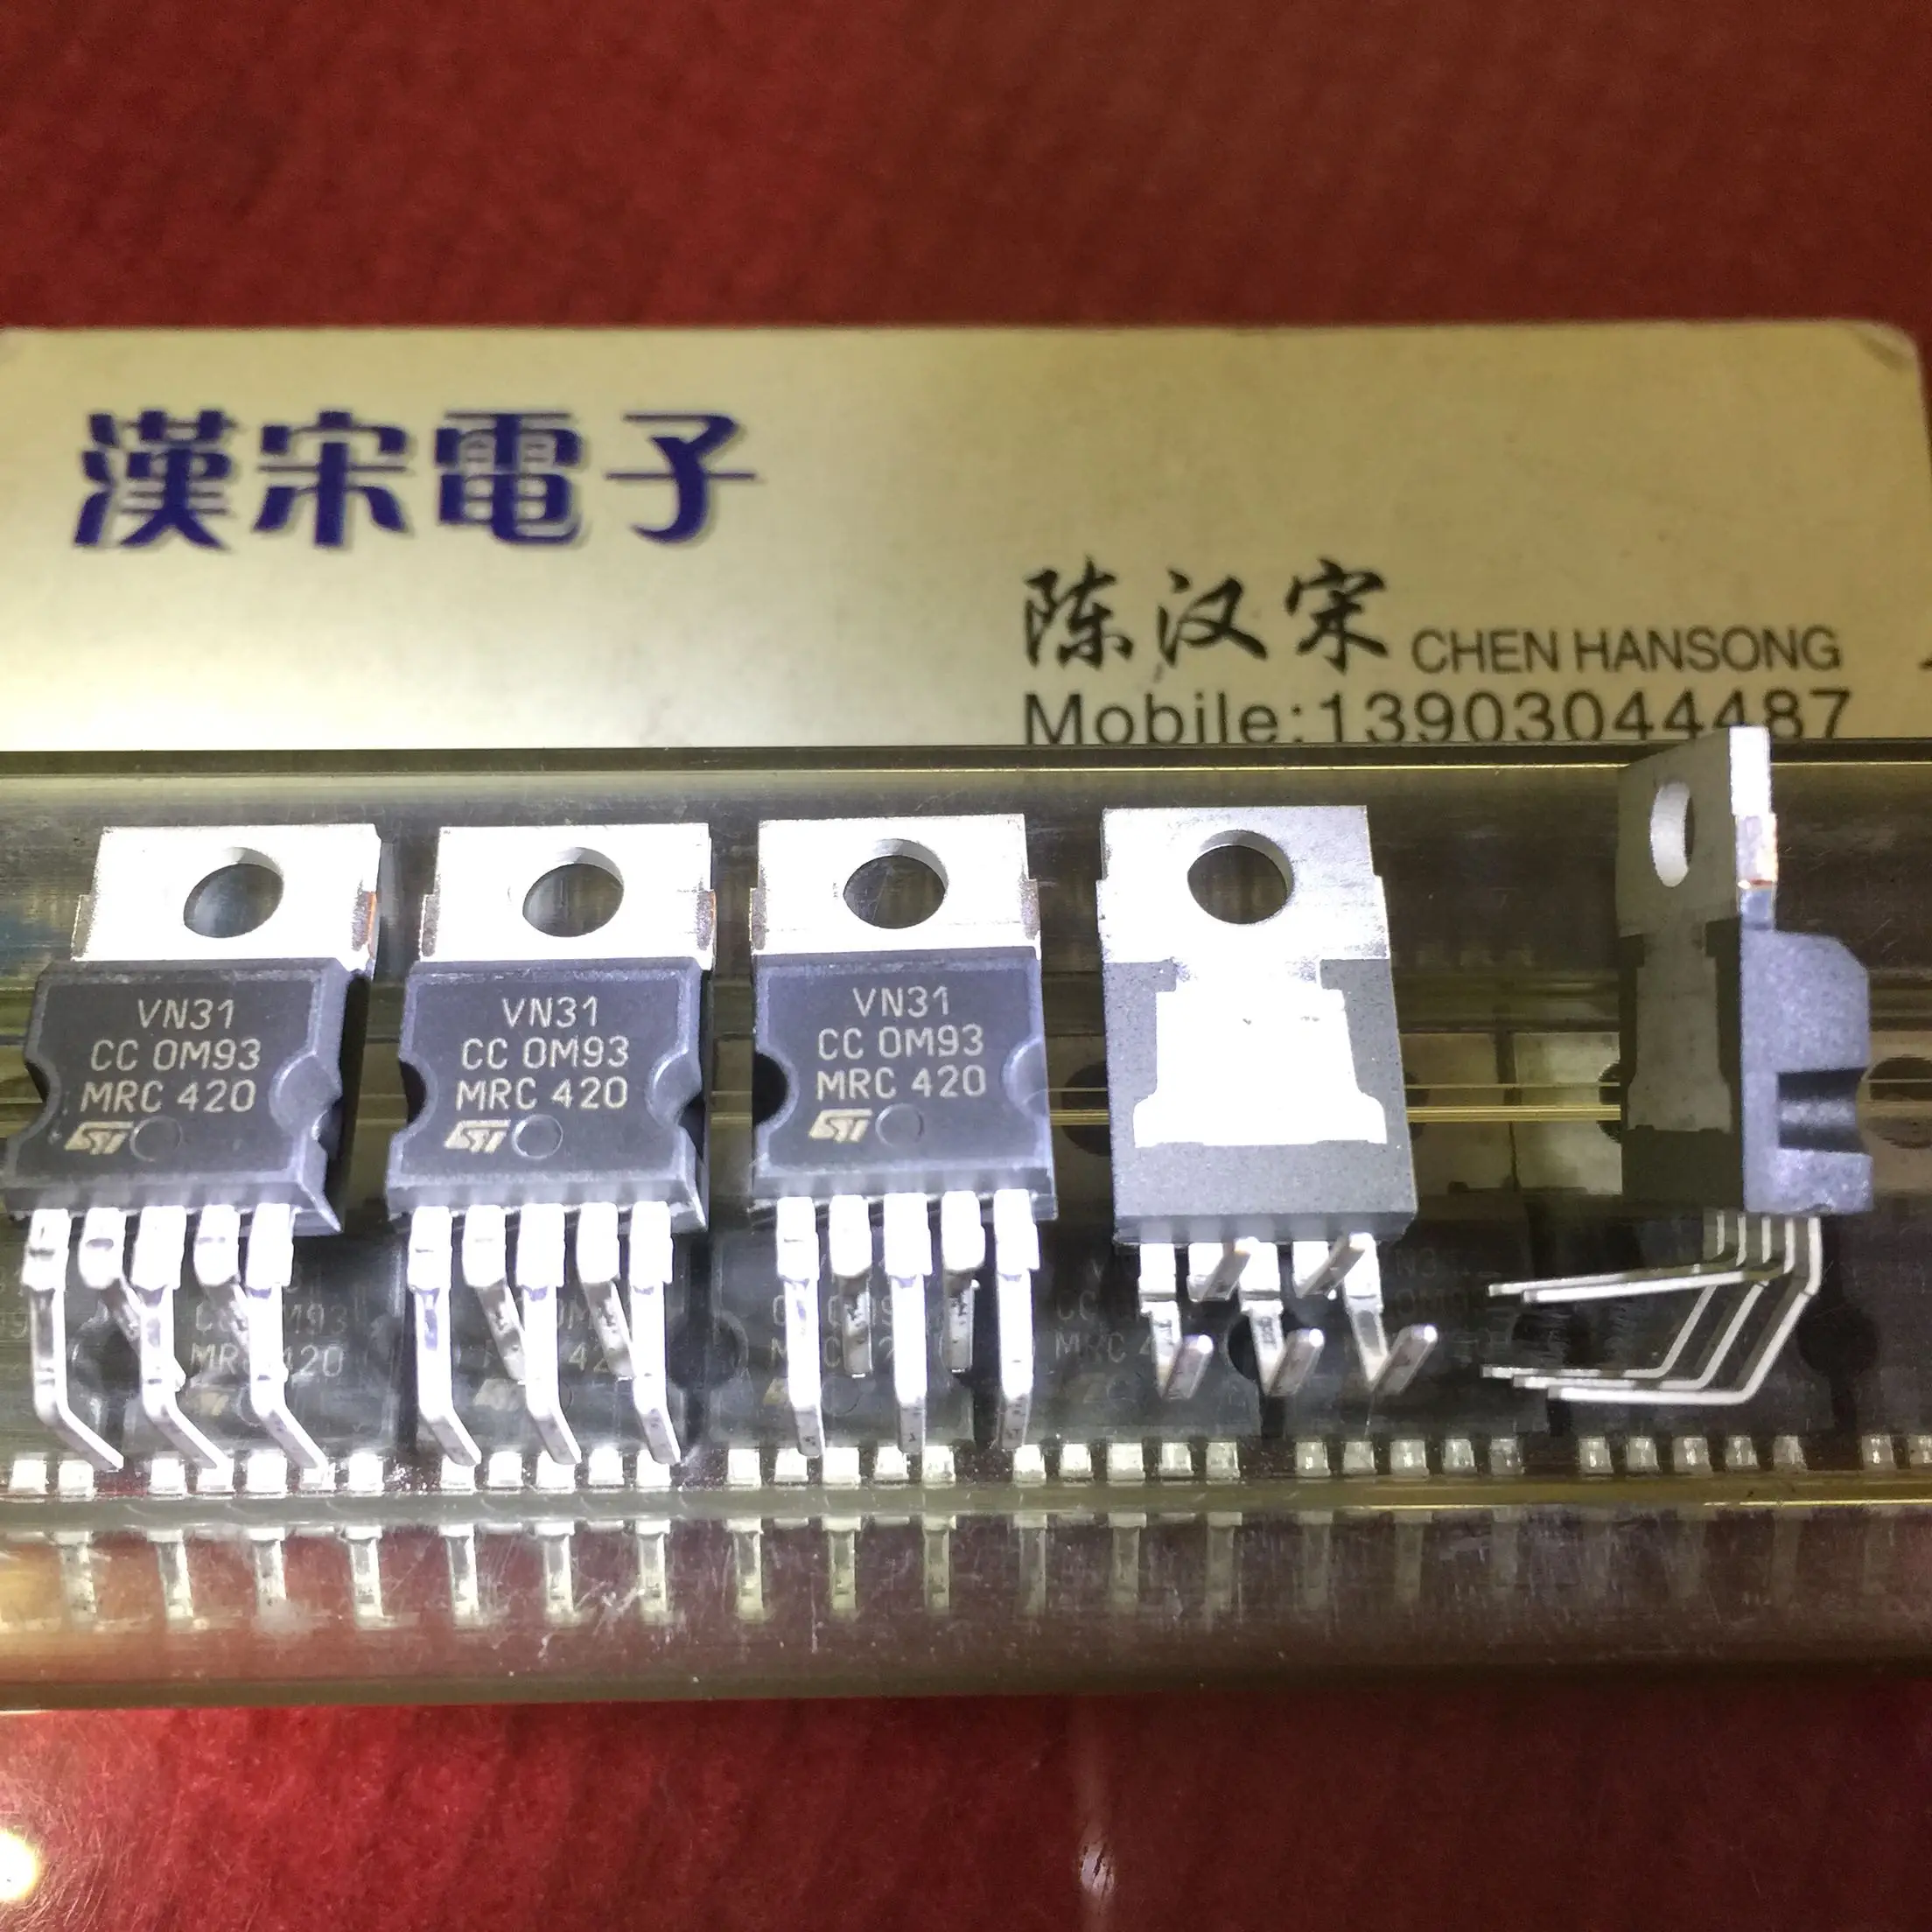 漢宋電子
陈汉宋 CHEN HANSONG
Mobile:13903044487
VN31
CC 0M93
MRC 420
ST
VN31
CC 0M93
MRC 420
ST
VN31
CC 0M93
MRC 420
ST